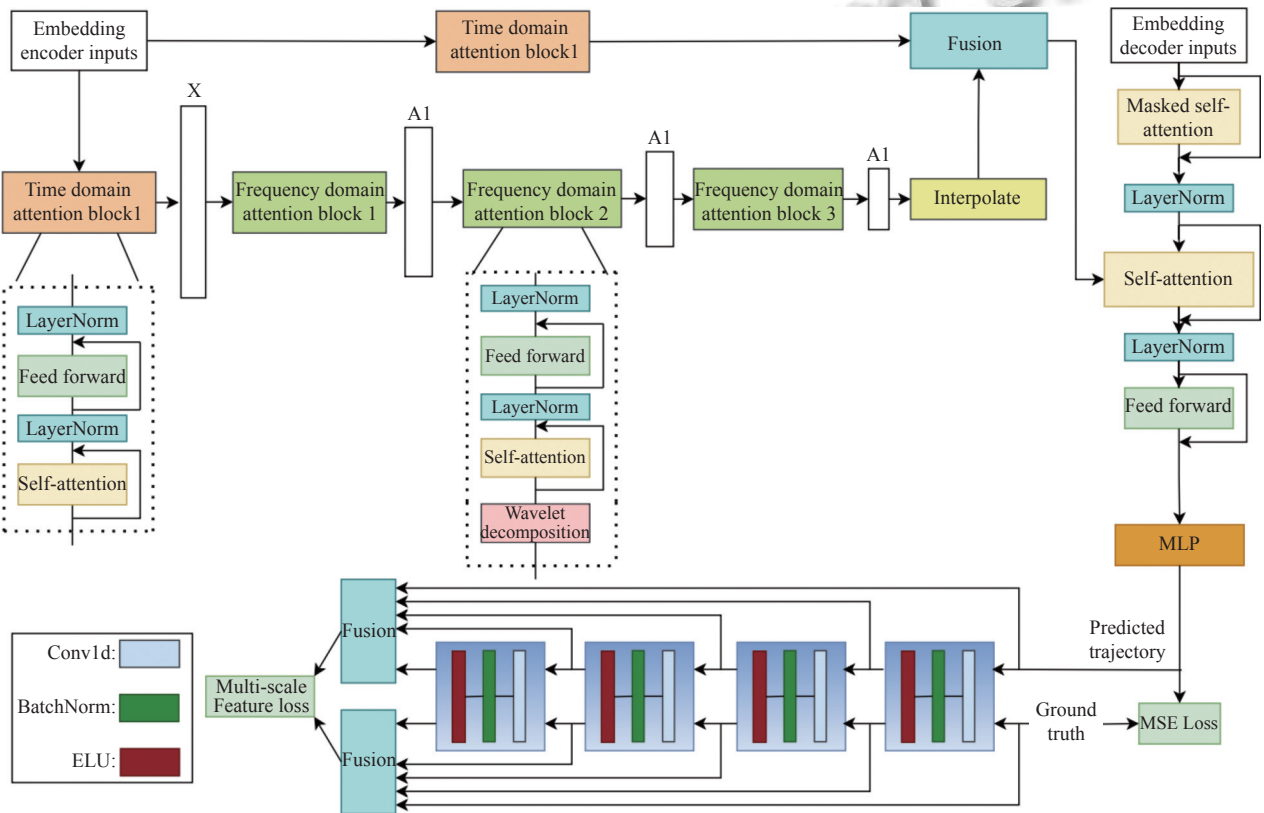 Embedding
encoder inputs
Time domain
attention block1
Fusion
Embedding
decoder inputs
X
A1
A1
A1
Time domain
attention block1
Frequency domain
attention block 1
Frequency domain
attention block 2
Frequency domain
attention block 3
Interpolate
Masked self-
attention
LayerNorm
Self-attention
LayerNorm
Feed forward
LayerNorm
Feed forward
LayerNorm
Self-attention
LayerNorm
Feed forward
LayerNorm
Self-attention
Wavelet
decomposition
MLP
Predicted
trajectory
Ground
truth
MSE Loss
Fusion
Fusion
Multi-scale
Feature loss
Conv1d:
BatchNorm:
ELU: